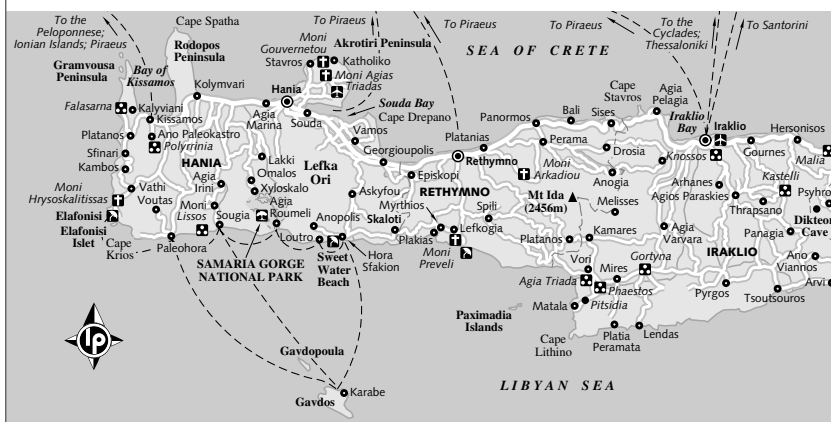 To the
Peloponnese;
Ionian Islands; Piraeus
Cape Spatha
To Piraeus
To Piraeus
To Piraeus
To the
Cyclades;
Thessaloniki
To Santorini
Rodopos
Peninsula
Moni
Gouvernetou
Akrotiri Peninsula
SEA OF CRETE
Gramvousa
Peninsula
Bay of
Kissamos
Stavros
Katholiko
Moni Agias
Triadas
Kolymvari
Hania
Falasarna
Kalyviani
Kissamos
Agia
Marina
Souda
Souda Bay
Cape Drepano
Cape
Stavros
Agia
Pelagia
Iraklio
Bay
Iraklio
Hersonisos
Platanos
Ano Paleokastro
Polyrrinia
Vamos
Platanias
Panormos
Bali
Sises
Sfinari
Kambos
HANIA
Lakki
Omalos
Lefka
Ori
Georgioupolis
Rethymno
Perama
Drosia
Knossos
Gournes
Malia
Episkopi
Moni
Arkadiou
Anogia
Kastelli
Moni
Hrysoskalitissas
Vathi
Voutas
Agia
Irini
Xyloskalo
Askyfou
RETHYMNO
Mt Ida
(2456m)
Arhanes
Agios Paraskies
Psyhro
Moni
Lissos
Agia
Roumeli
Myrthios
Spili
Melisses
Thrapsano
Dikteon
Cave
Elafonisi
Elafonisi
Islet
Sougia
Anopolis
Skaloti
Lefkogia
Platanos
Kamares
Agia
Varvara
Panagia
Cape
Krios
Paleohora
Loutro
Plakias
Vori
IRAKLIO
Ano
Viannos
SAMARIA GORGE
NATIONAL PARK
Sweet
Water
Beach
Hora
Sfakion
Moni
Preveli
Gortyna
Agia Triada
Mires
Phaestos
Pyrgos
Tsoutsouros
Arvi
Matala
Pitsidia
Paximadia
Islands
lp
Gavdopoula
Cape
Lithino
Platia
Peramata
Lendas
Gavdos
Karabe
LIBYAN SEA